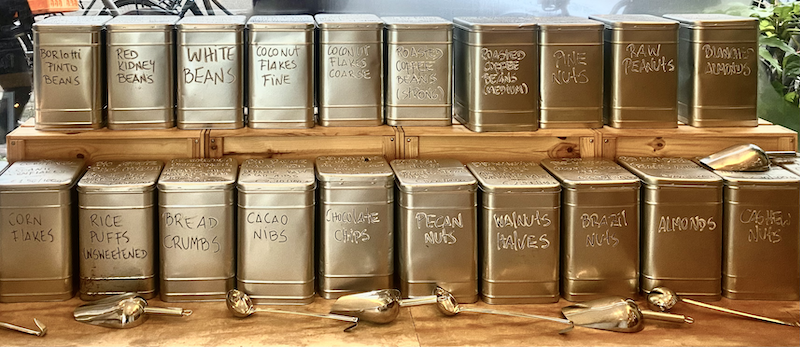 BORLOTTI
PINTO
BEANS
RED
KIDNEY
BEANS
WHITE
BEANS
COCONUT
FLAKES
FINE
COCONUT
FLAKES
COARSE
ROASTED
COFFEE
BEANS
(STRONG)
ROASTED
COFFEE
BEANS
(MEDIUM)
PINE
NUTS
RAW
PEANUTS
BLANCHED
ALMONDS
CORN
FLAKES
RICE
PUFFS
UNSWEETENED
BREAD
CRUMBS
CACAO
NIBS
CHOCOLATE
CHIPS
PECAN
NUTS
WALNUTS
HALVES
BRAZIL
NUTS
ALMONDS
CASHEW
NUTS